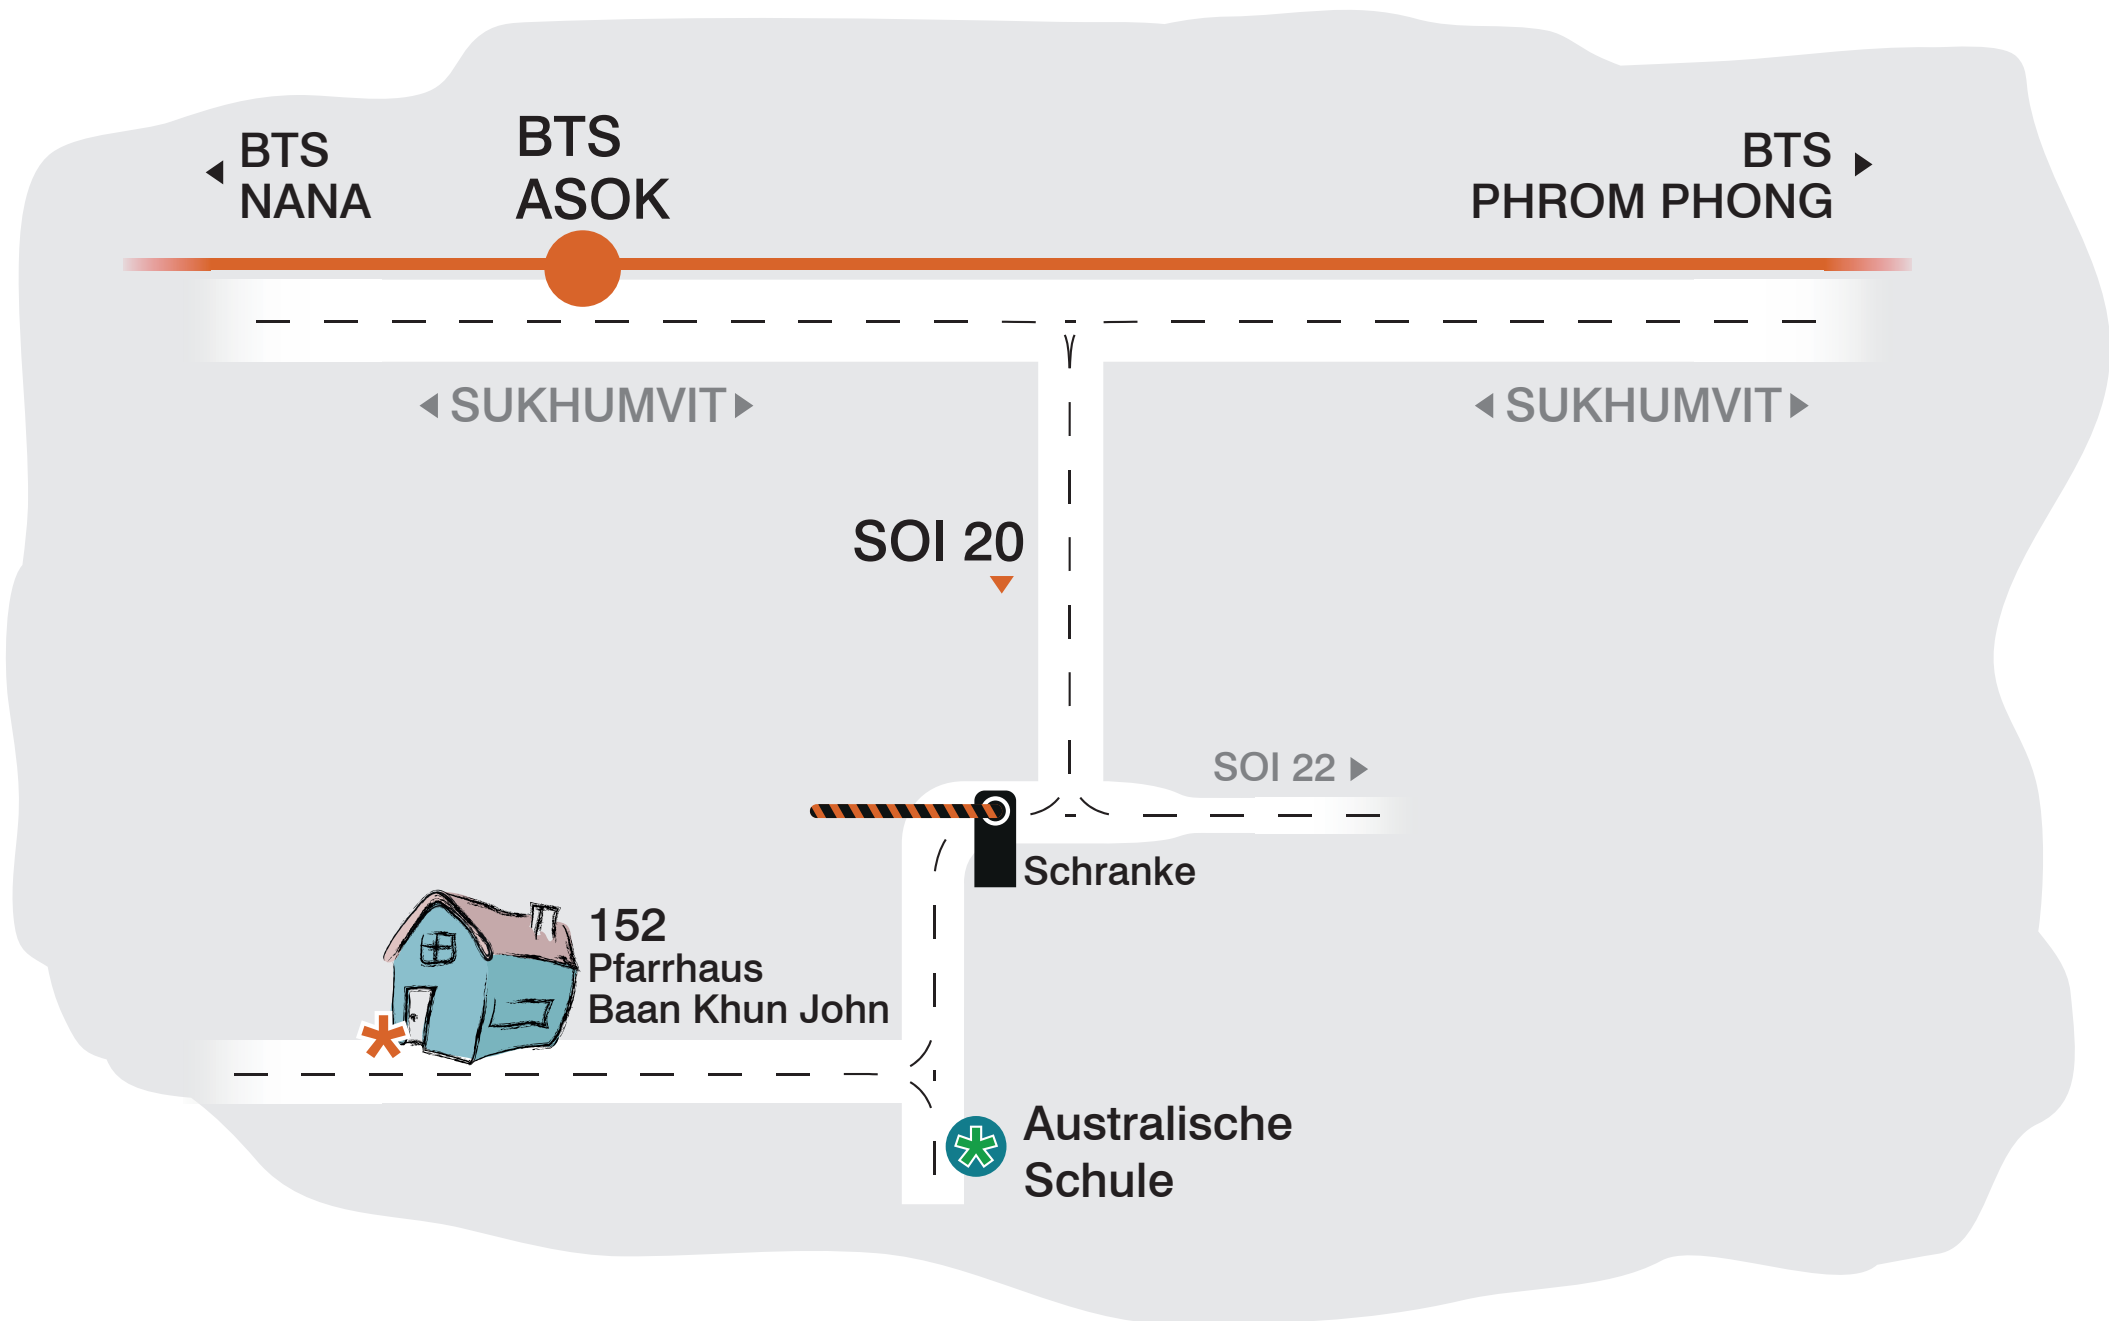 BTS
NANA
BTS
ASOK
BTS
PHROM PHONG
SUKHUMVIT
SUKHUMVIT
SOI 20
SOI 22
Schranke
152
Pfarrhaus
Baan Khun John
Australische
Schule